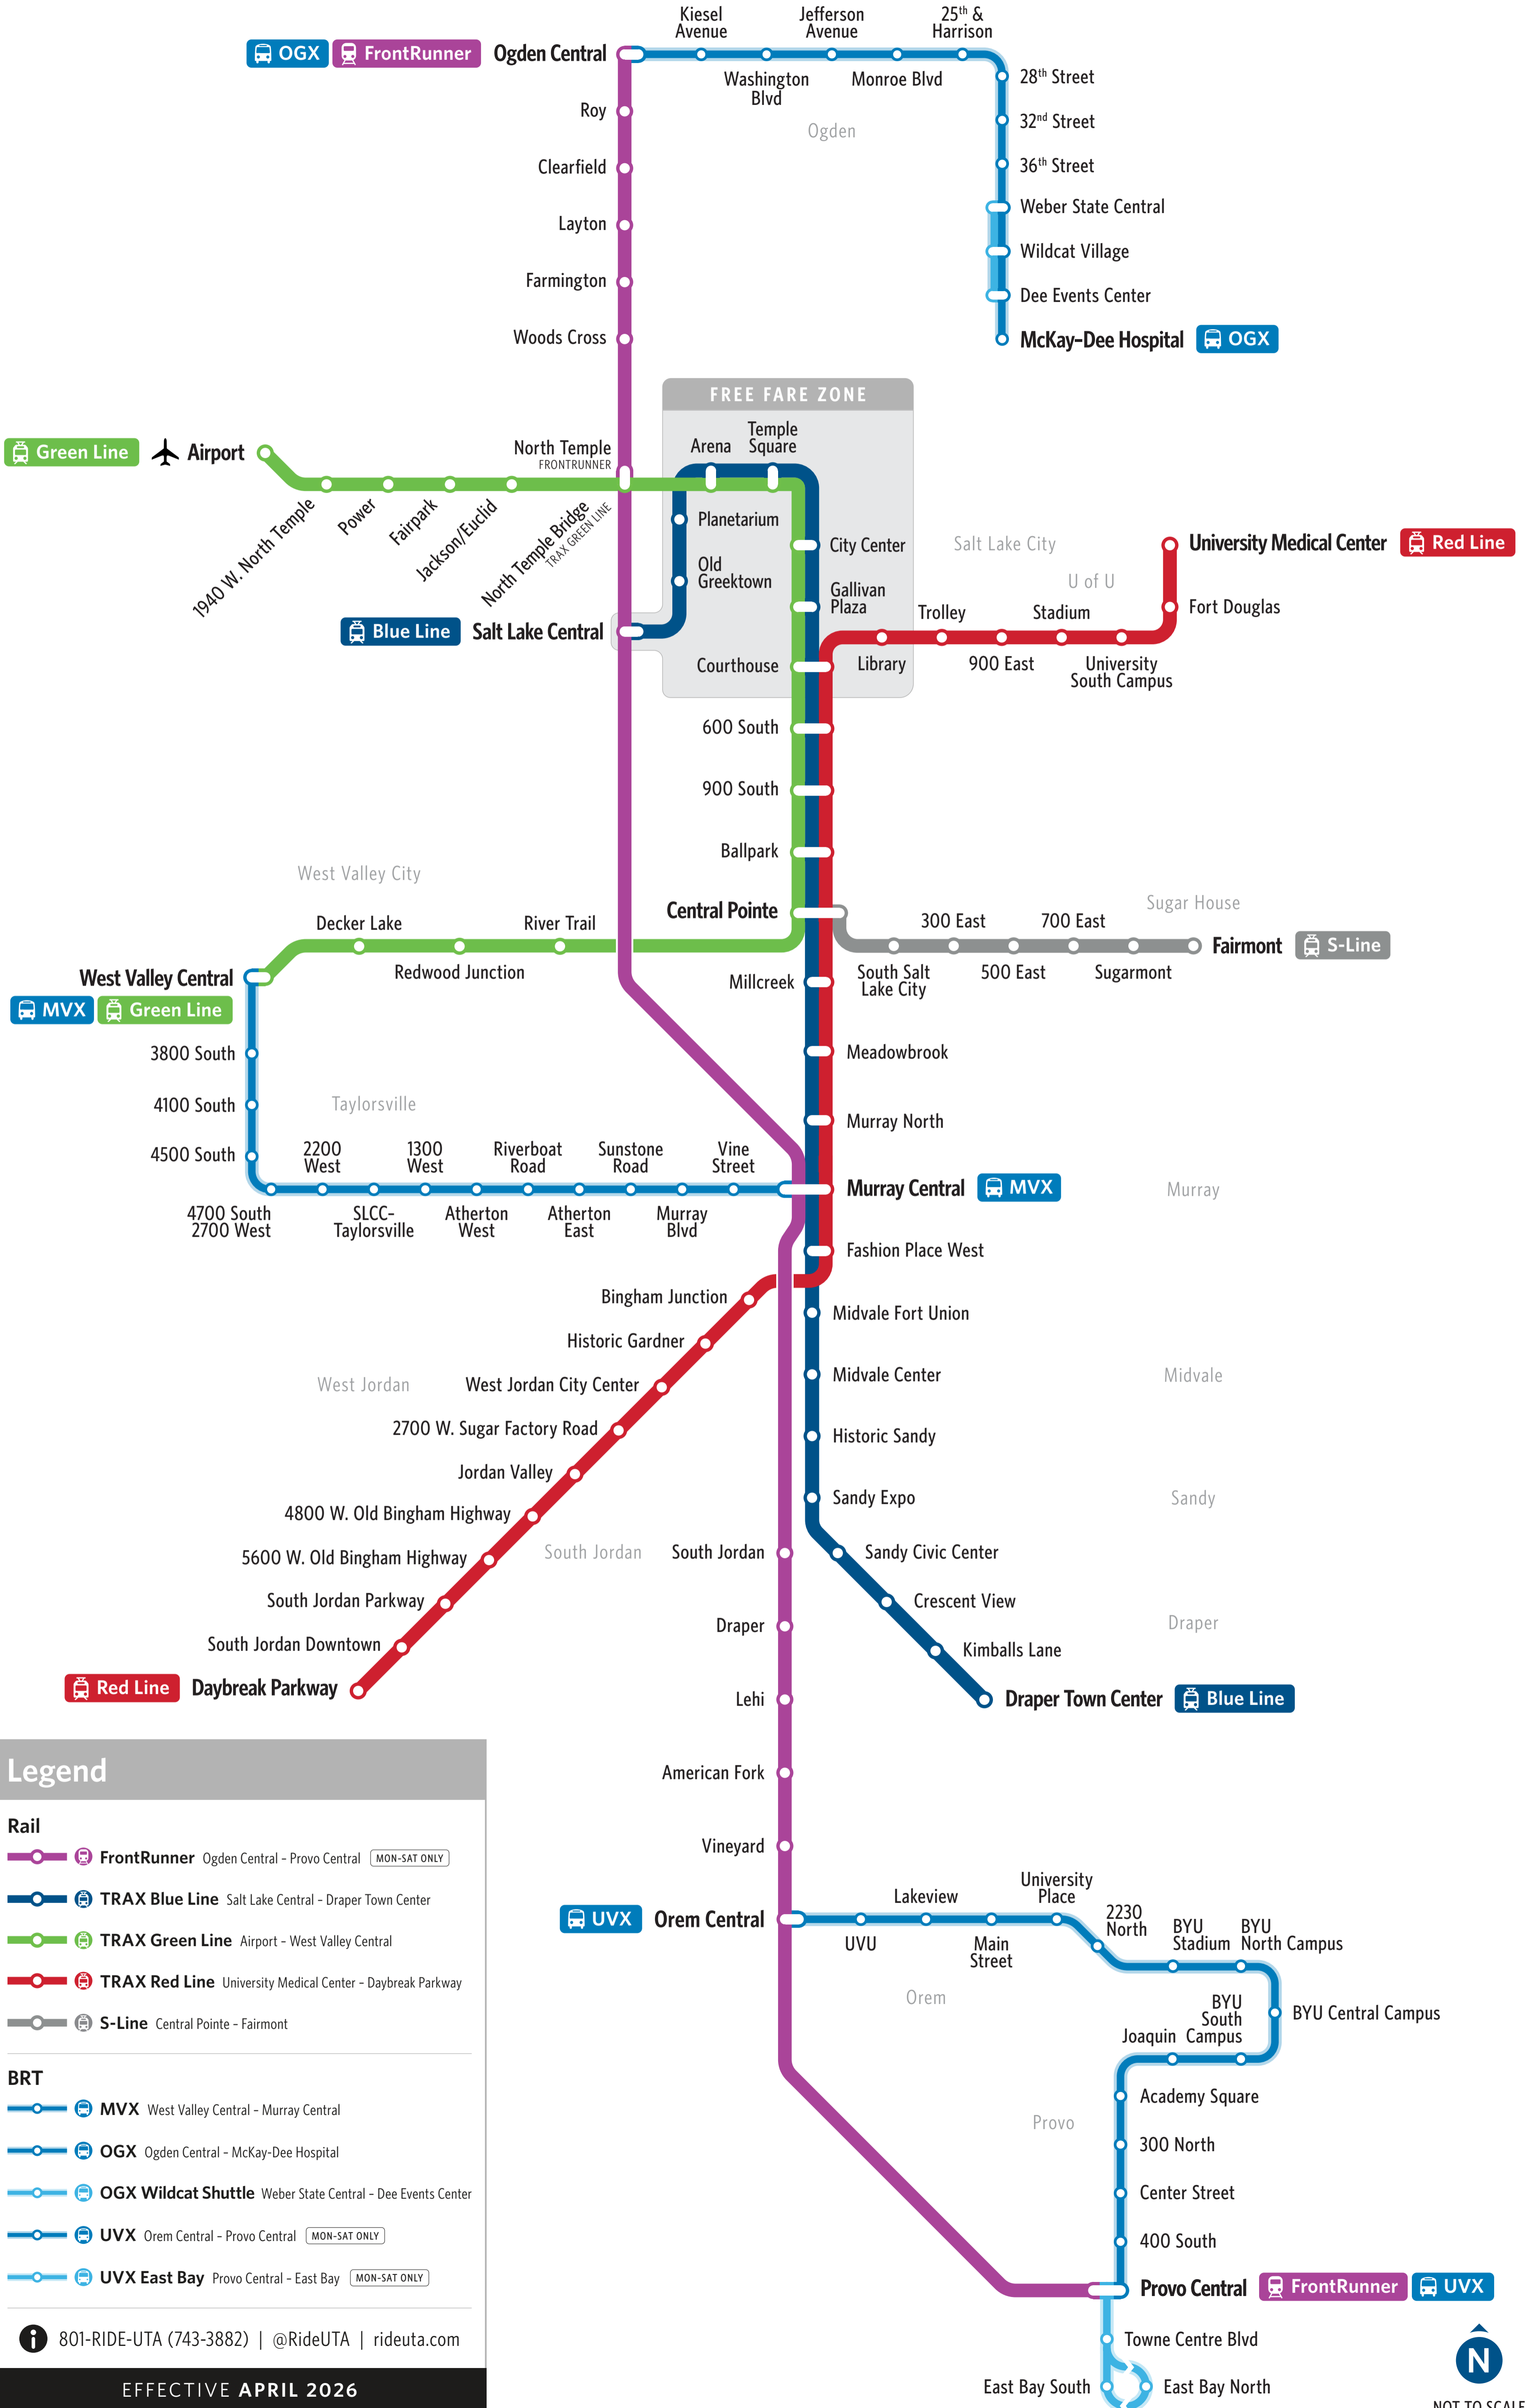 Kiesel
Avenue
Jefferson
Avenue
25th &
Harrison
OGX
FrontRunner
Ogden Central
Washington
Blvd
Monroe Blvd
28th Street
Roy
32nd Street
Ogden
Clearfield
36th Street
Weber State Central
Layton
Wildcat Village
Farmington
Dee Events Center
Woods Cross
McKay-Dee Hospital
OGX
FREE FARE ZONE
Green Line
Airport
North Temple
FRONTRUNNER
Arena
Temple
Square
1940 W. North Temple
Power
Fairpark
Jackson/Euclid
North Temple Bridge
TRAX GREEN LINE
Planetarium
City Center
Salt Lake City
University Medical Center
Red Line
Old
Greektown
Gallivan
Plaza
U of U
Blue Line
Salt Lake Central
Trolley
Stadium
Fort Douglas
Courthouse
Library
900 East
University
South Campus
600 South
900 South
Ballpark
West Valley City
Central Pointe
Sugar House
Decker Lake
River Trail
300 East
700 East
Fairmont
S-Line
West Valley Central
Redwood Junction
Millcreek
South Salt
Lake City
500 East
Sugarmont
MVX
Green Line
3800 South
Meadowbrook
4100 South
Taylorsville
Murray North
4500 South
2200
West
1300
West
Riverboat
Road
Sunstone
Road
Vine
Street
Murray Central
MVX
Murray
4700 South
2700 West
SLCC-
Taylorsville
Atherton
West
Atherton
East
Murray
Blvd
Fashion Place West
Bingham Junction
Midvale Fort Union
Historic Gardner
West Jordan
West Jordan City Center
Midvale Center
Midvale
2700 W. Sugar Factory Road
Historic Sandy
Jordan Valley
Sandy Expo
Sandy
4800 W. Old Bingham Highway
5600 W. Old Bingham Highway
South Jordan
South Jordan
Sandy Civic Center
South Jordan Parkway
Crescent View
Draper
Draper
South Jordan Downtown
Kimballs Lane
Red Line
Daybreak Parkway
Lehi
Draper Town Center
Blue Line
American Fork
Vineyard
UVX
Orem Central
Lakeview
University
Place
2230
North
BYU
Stadium
BYU
North Campus
UVU
Main
Street
Orem
BYU
South
Campus
BYU Central Campus
Joaquin
Academy Square
Provo
300 North
Center Street
400 South
Provo Central
FrontRunner
UVX
Towne Centre Blvd
East Bay South
East Bay North
N
NOT TO SCALE
Legend
Rail
FrontRunner Ogden Central - Provo Central MON-SAT ONLY
TRAX Blue Line Salt Lake Central - Draper Town Center
TRAX Green Line Airport - West Valley Central
TRAX Red Line University Medical Center - Daybreak Parkway
S-Line Central Pointe - Fairmont
BRT
MVX West Valley Central - Murray Central
OGX Ogden Central - McKay-Dee Hospital
OGX Wildcat Shuttle Weber State Central - Dee Events Center
UVX Orem Central - Provo Central MON-SAT ONLY
UVX East Bay Provo Central - East Bay MON-SAT ONLY
801-RIDE-UTA (743-3882) | @RideUTA | rideuta.com
EFFECTIVE APRIL 2026